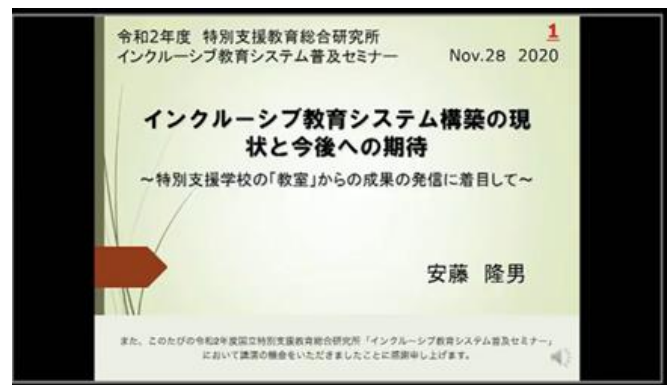 令和2年度 特別支援教育総合研究所
1
インクルーシブ教育システム普及セミナー Nov.28 2020
インクルーシブ教育システム構築の現
状と今後への期待
～特別支援学校の「教室」からの成果の発信に着目して～
安藤 隆男
また、このたびの令和2年度国立特別支援教育総合研究所「インクルーシブ教育システム普及セミナー」
において講演の機会をいただきましたことに感謝申し上げます。